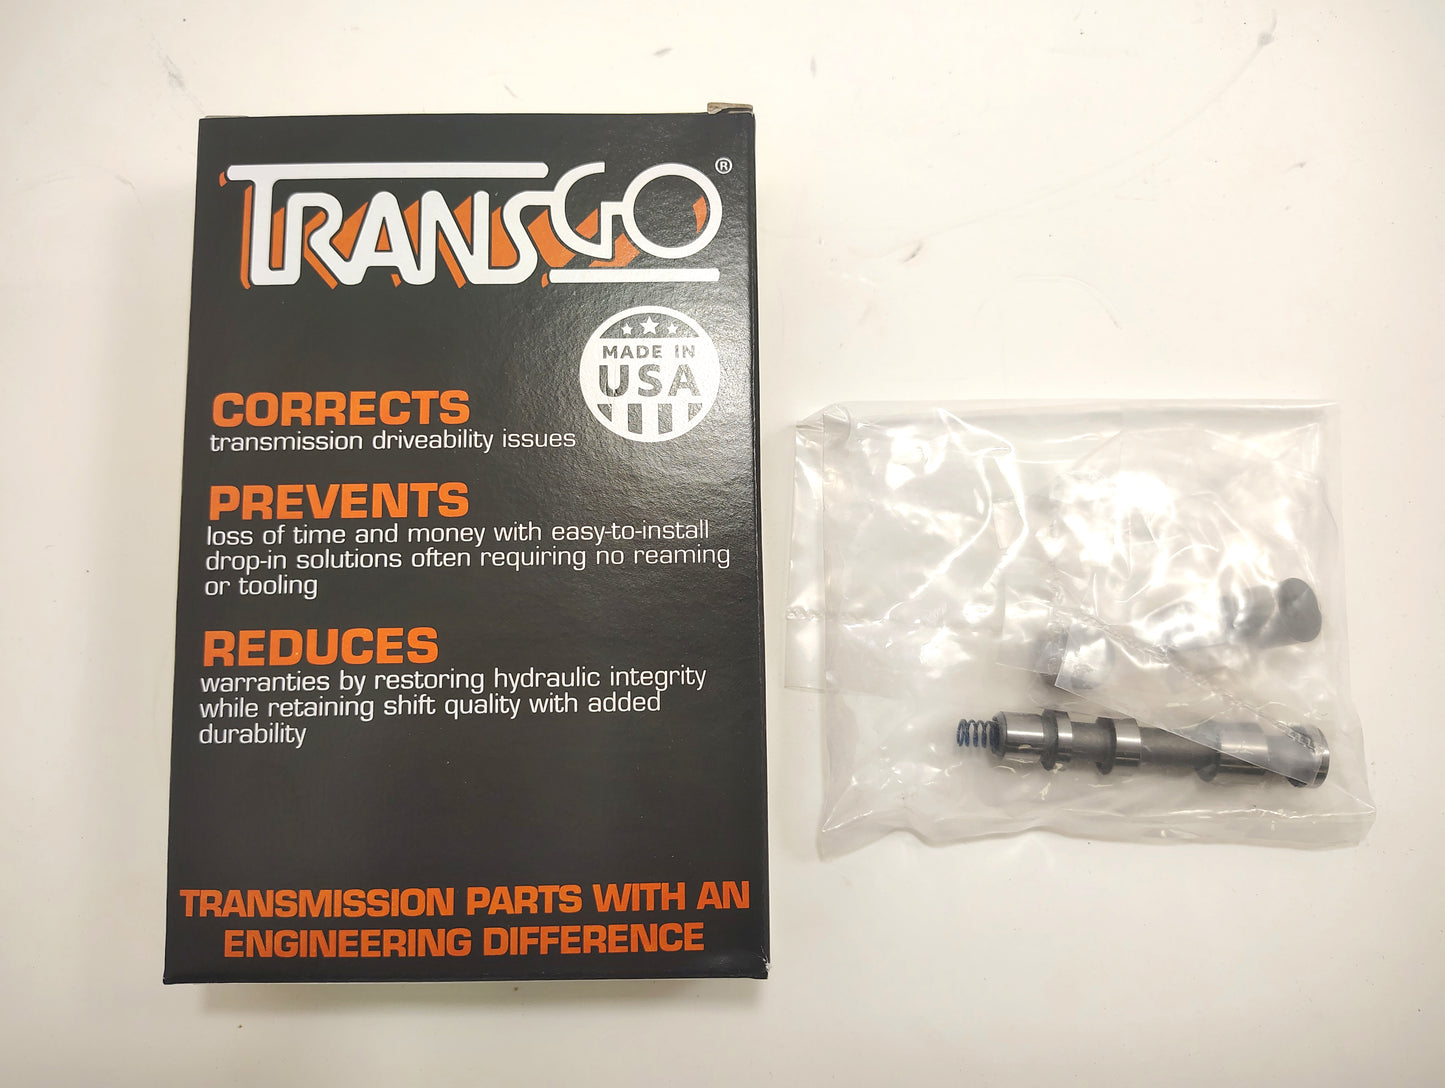 TRANSGO®
MADE IN
USA
CORRECTS
transmission driveability issues
PREVENTS
loss of time and money with easy-to-install
drop-in solutions often requiring no reaming
or tooling
REDUCES
warranties by restoring hydraulic integrity
while retaining shift quality with added
durability
TRANSMISSION PARTS WITH AN
ENGINEERING DIFFERENCE